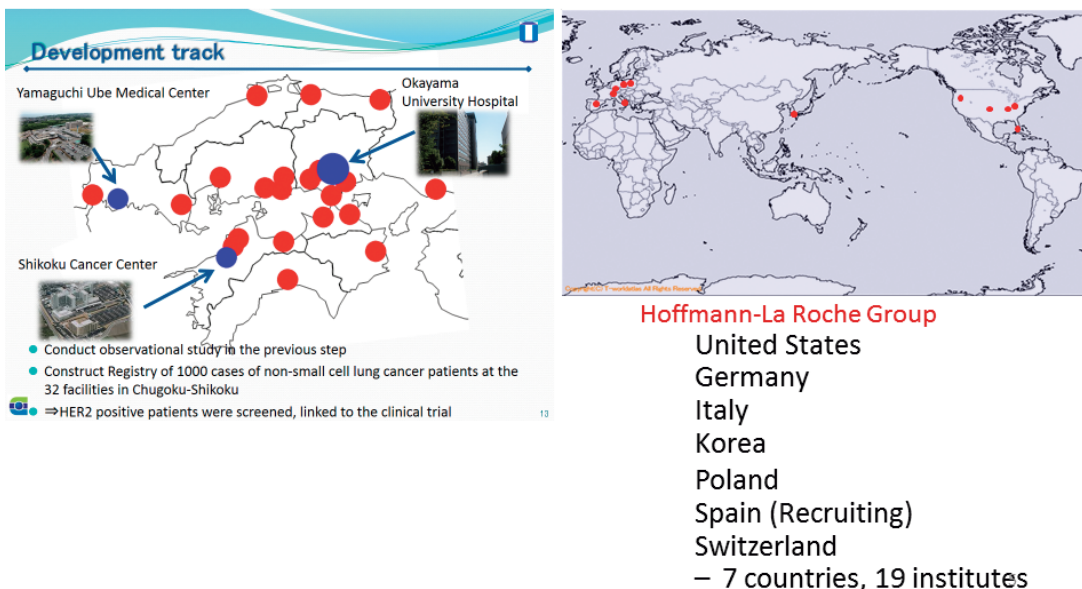 Development track
Yamaguchi Ube Medical Center
Okayama
University Hospital
Shikoku Cancer Center
Conduct observational study in the previous step
Construct Registry of 1000 cases of non-small cell lung cancer patients at the
32 facilities in Chugoku-Shikoku
⇒HER2 positive patients were screened, linked to the clinical trial
13
All Rights Reserved
Hoffmann-La Roche Group
United States
Germany
Italy
Korea
Poland
Spain (Recruiting)
Switzerland
– 7 countries, 19 institutes